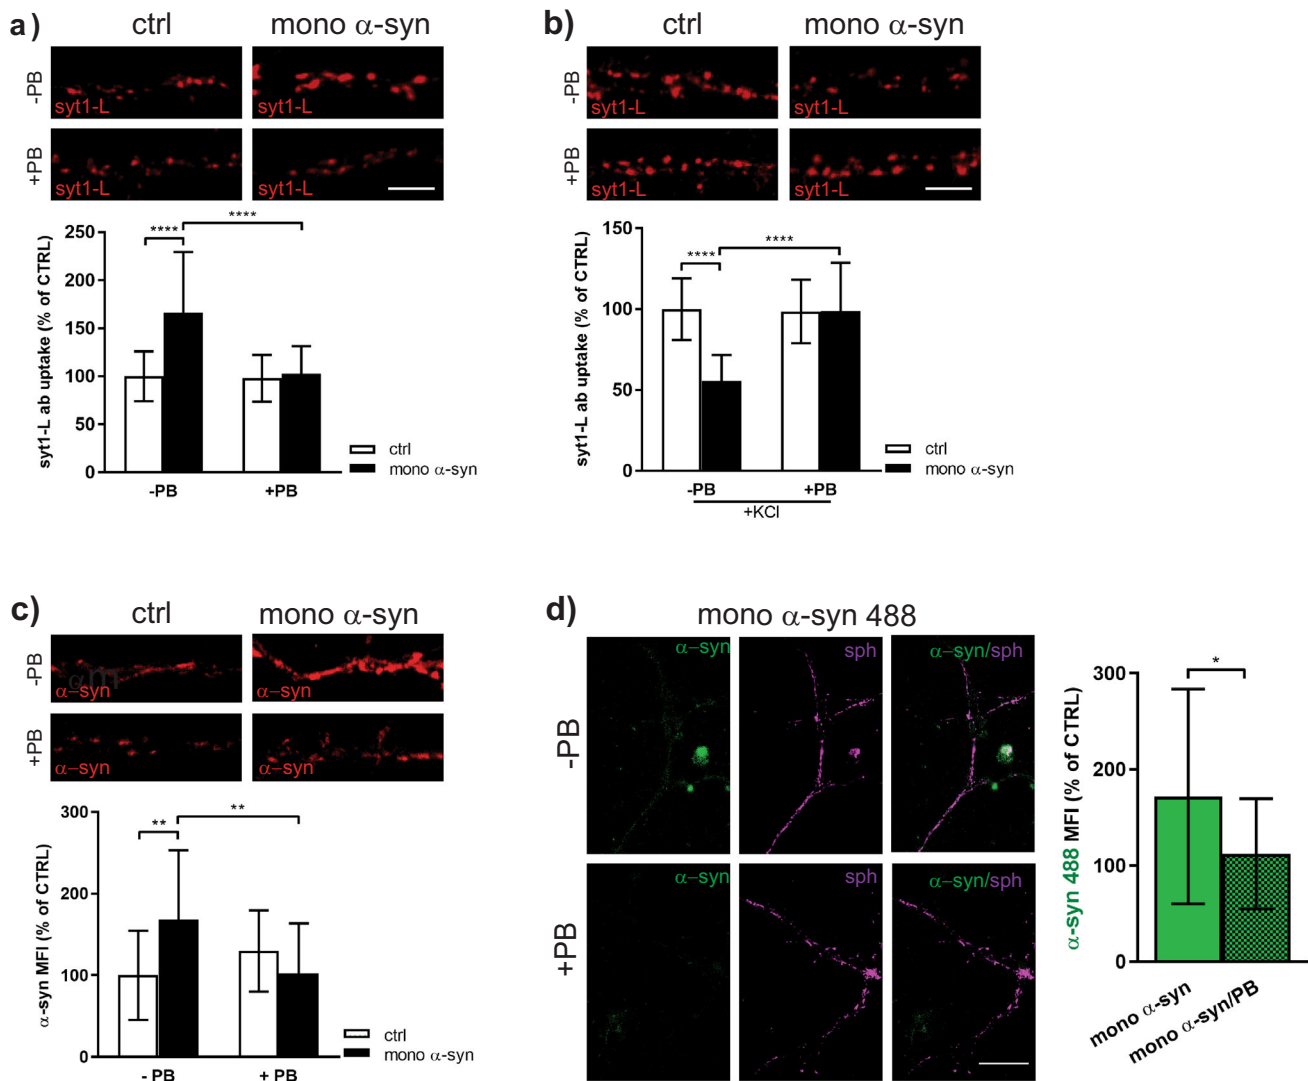 a)
ctrl
mono α-syn
-PB
syt1-L
syt1-L
+PB
syt1-L
syt1-L
syt1-L ab uptake (% of CTRL)
250
200
150
100
50
0
****
****
-PB
+PB
ctrl
mono α-syn
b)
ctrl
mono α-syn
-PB
syt1-L
syt1-L
+PB
syt1-L
syt1-L
syt1-L ab uptake (% of CTRL)
150
100
50
0
****
****
-PB
+PB
+KCl
ctrl
mono α-syn
c)
ctrl
mono α-syn
-PB
α-syn
α-syn
+PB
α-syn
α-syn
α-syn MFI (% of CTRL)
300
200
100
0
**
**
- PB
+ PB
ctrl
mono α-syn
d)
mono α-syn 488
-PB
α-syn
sph
α-syn/sph
+PB
α-syn
sph
α-syn/sph
α-syn 488 MFI (% of CTRL)
300
200
100
0
*
mono α-syn
mono α-syn/PB